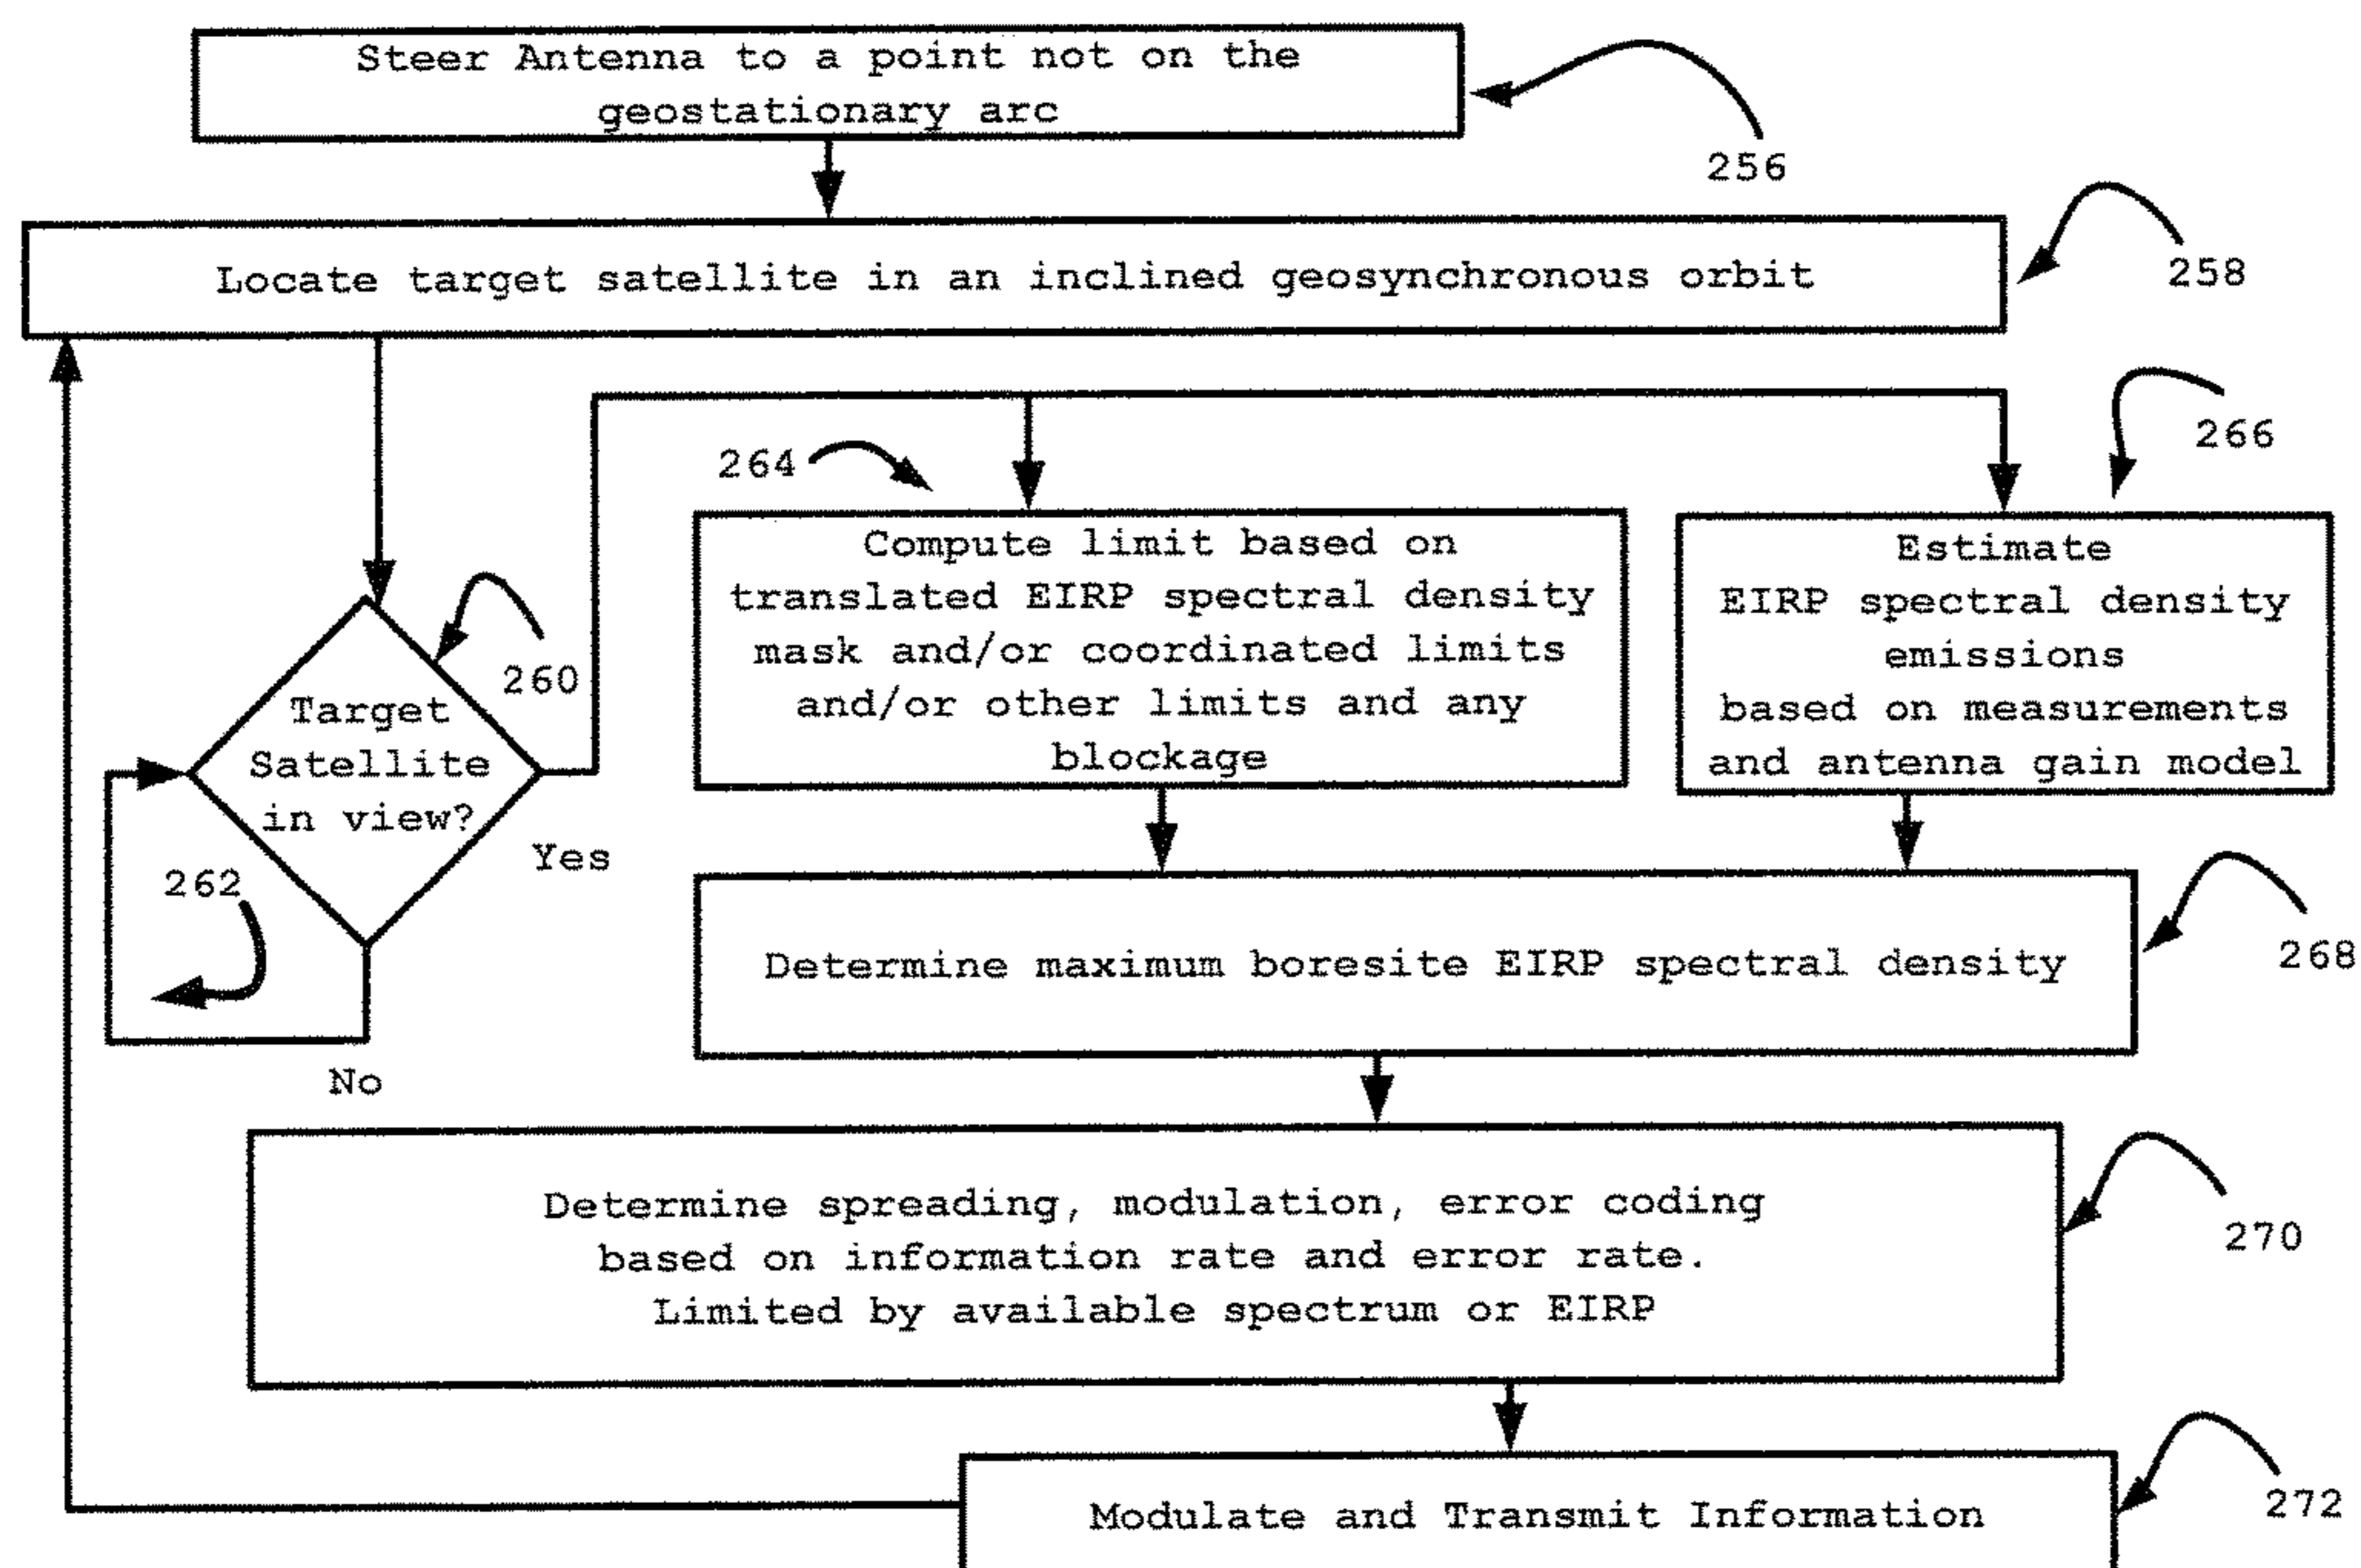 Steer Antenna to a point not on the
geostationary arc
256
Locate target satellite in an inclined geosynchronous orbit
258
264
266
Compute limit based on
translated EIRP spectral density
mask and/or coordinated limits
and/or other limits and any
blockage
Estimate
EIRP spectral density
emissions
based on measurements
and antenna gain model
260
Target
Satellite
in view?
Yes
262
No
Determine maximum boresite EIRP spectral density
268
Determine spreading, modulation, error coding
based on information rate and error rate.
Limited by available spectrum or EIRP
270
Modulate and Transmit Information
272